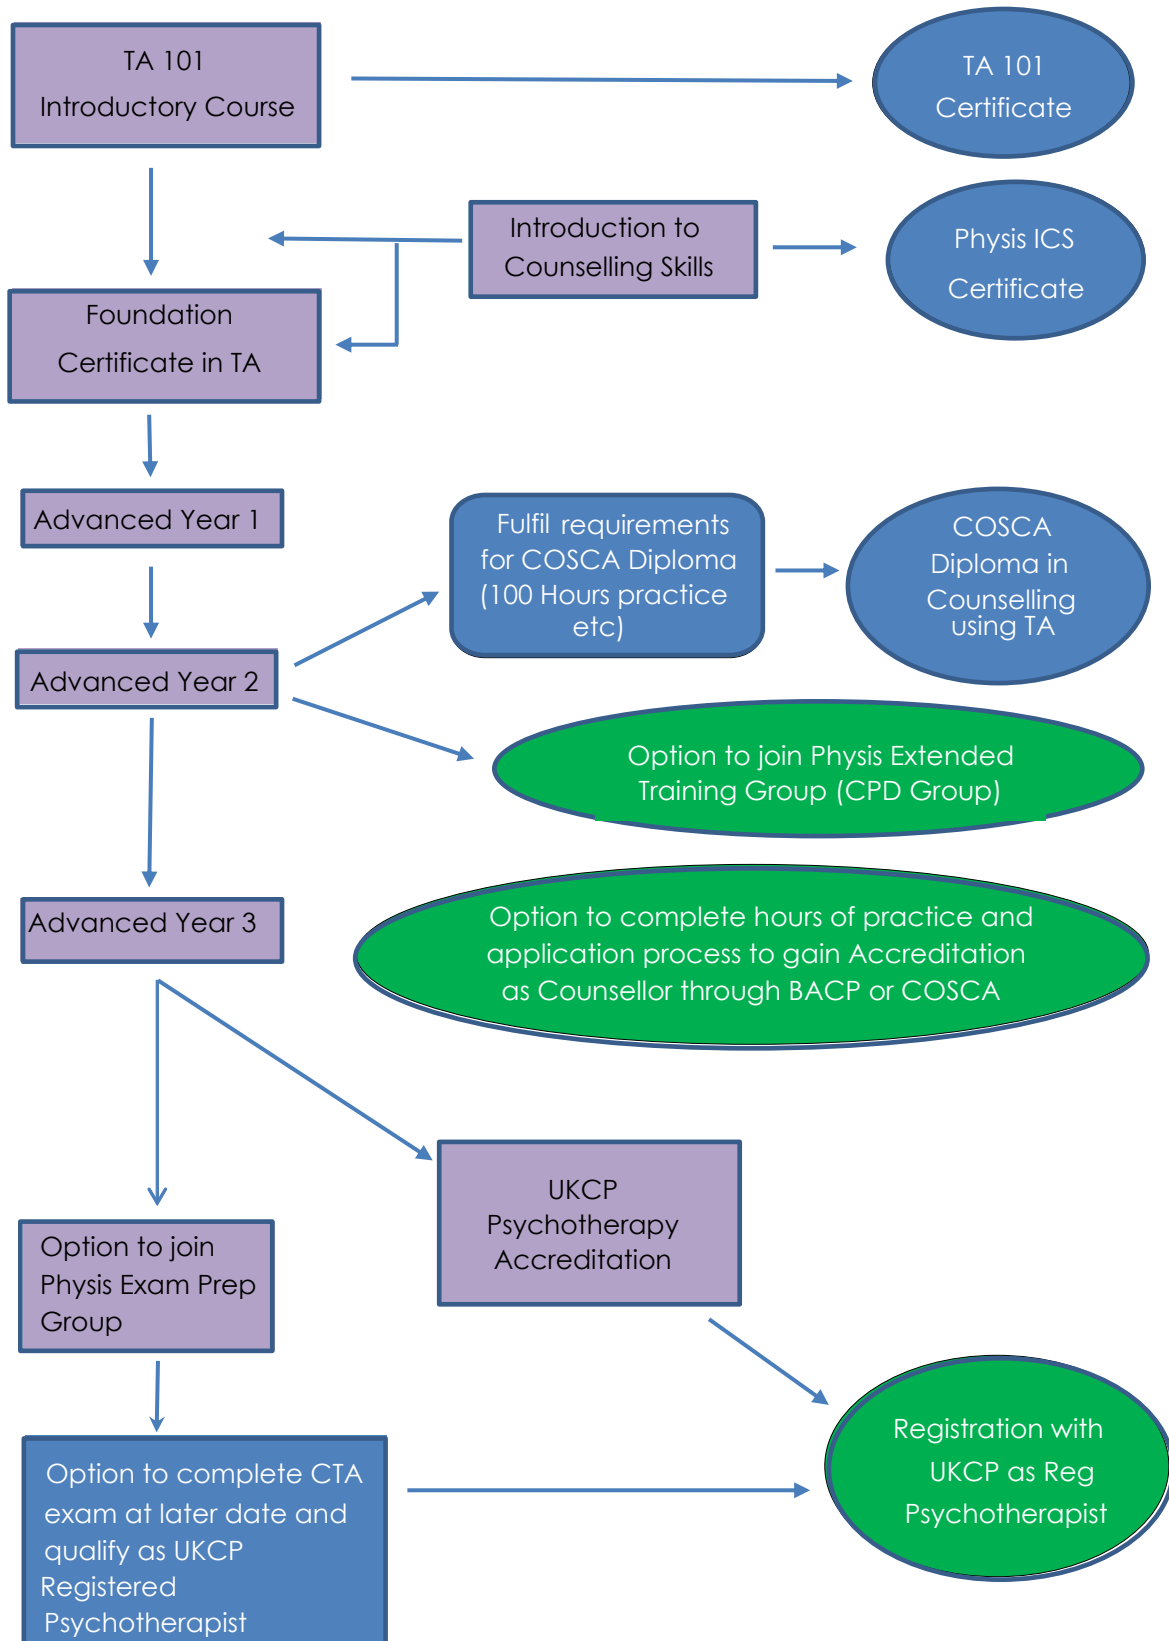 TA 101
Introductory Course
TA 101
Certificate
Introduction to
Counselling Skills
Physis ICS
Certificate
Foundation
Certificate in TA
Advanced Year 1
Fulfil requirements
for COSCA Diploma
(100 Hours practice
etc)
COSCA
Diploma in
Counselling
using TA
Advanced Year 2
Option to join Physis Extended
Training Group (CPD Group)
Advanced Year 3
Option to complete hours of practice and
application process to gain Accreditation
as Counsellor through BACP or COSCA
UKCP
Psychotherapy
Accreditation
Option to join
Physis Exam Prep
Group
Option to complete CTA
exam at later date and
qualify as UKCP
Registered
Psychotherapist
Registration with
UKCP as Reg
Psychotherapist